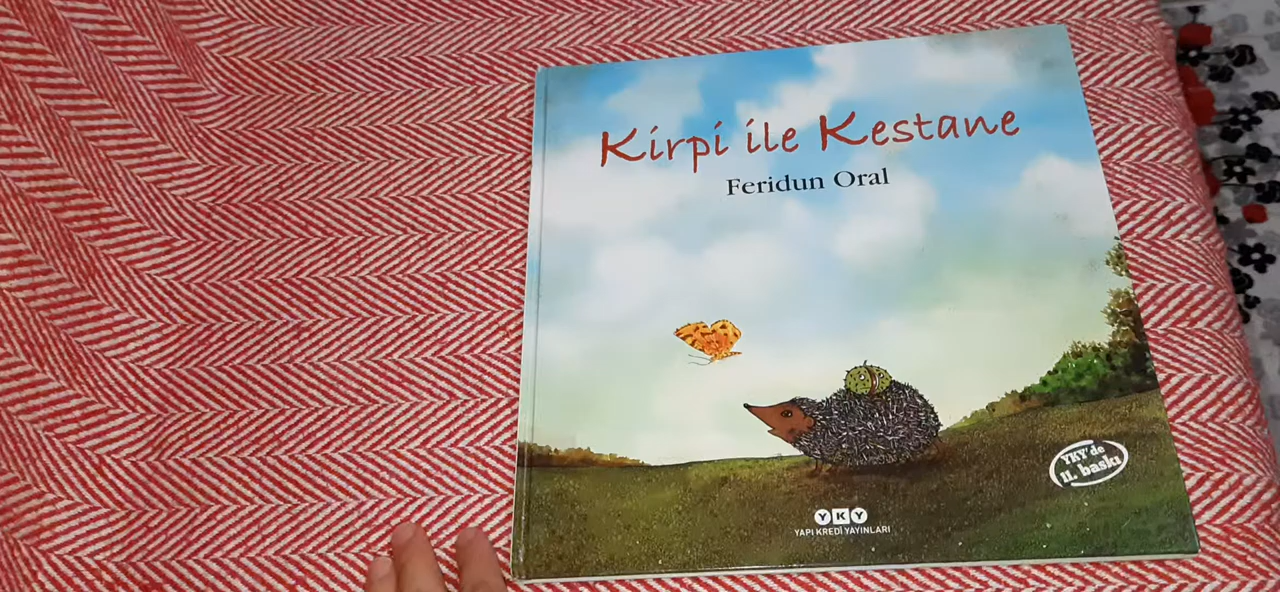 Kirpi ile Kestane
Feridun Oral
YKY'de
11. baskı
YKY
YAPI KREDİ YAYINLARI